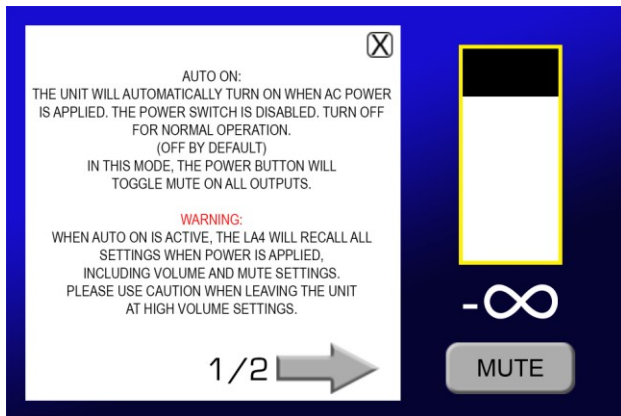 X
AUTO ON:
THE UNIT WILL AUTOMATICALLY TURN ON WHEN AC POWER
IS APPLIED. THE POWER SWITCH IS DISABLED. TURN OFF
FOR NORMAL OPERATION.
(OFF BY DEFAULT)
IN THIS MODE, THE POWER BUTTON WILL
TOGGLE MUTE ON ALL OUTPUTS.
WARNING:
WHEN AUTO ON IS ACTIVE, THE LA4 WILL RECALL ALL
SETTINGS WHEN POWER IS APPLIED,
INCLUDING VOLUME AND MUTE SETTINGS.
PLEASE USE CAUTION WHEN LEAVING THE UNIT
AT HIGH VOLUME SETTINGS.
1/2
-∞
MUTE